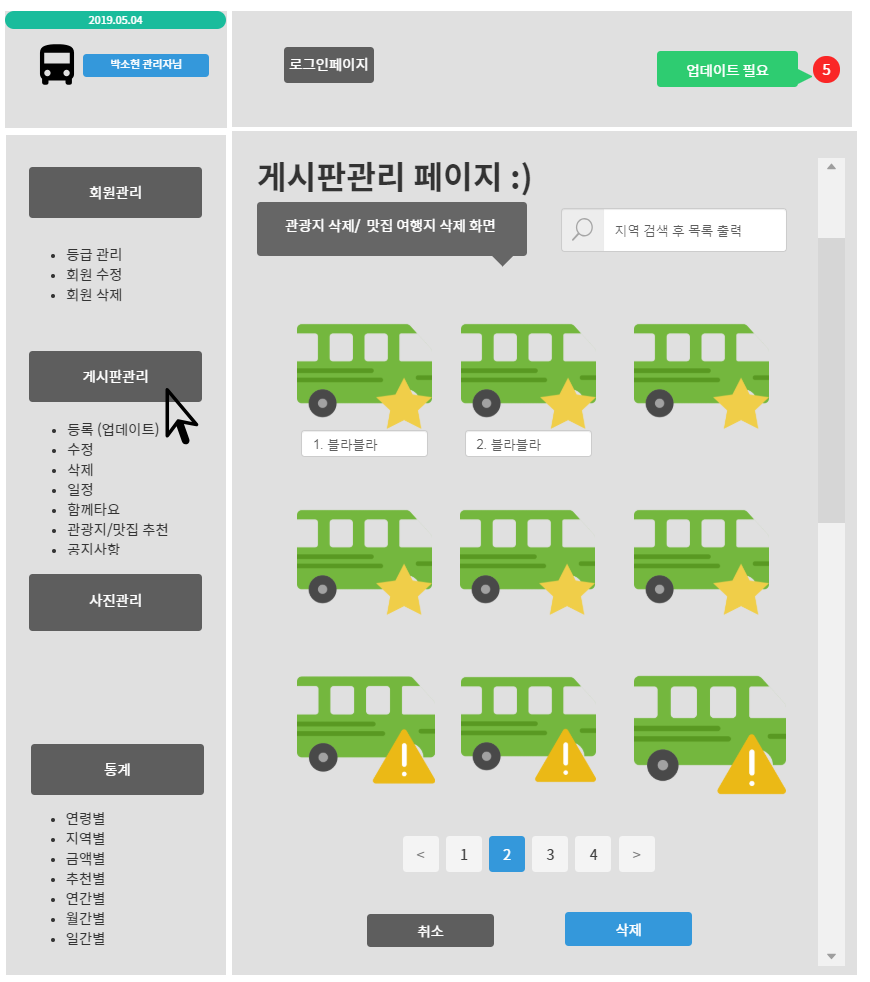 2019.05.04
박소현 관리자님
로그인페이지
업데이트 필요
5
회원관리
등급 관리
회원 수정
회원 삭제
게시판관리
등록 (업데이트)
수정
삭제
일정
함께타요
관광지/맛집 추천
공지사항
사진관리
통계
연령별
지역별
금액별
추천별
연간별
월간별
일간별
게시판관리 페이지 :)
관광지 삭제/ 맛집 여행지 삭제 화면
지역 검색 후 목록 출력
1. 블라블라
2. 블라블라
< 1 2 3 4 >
취소
삭제